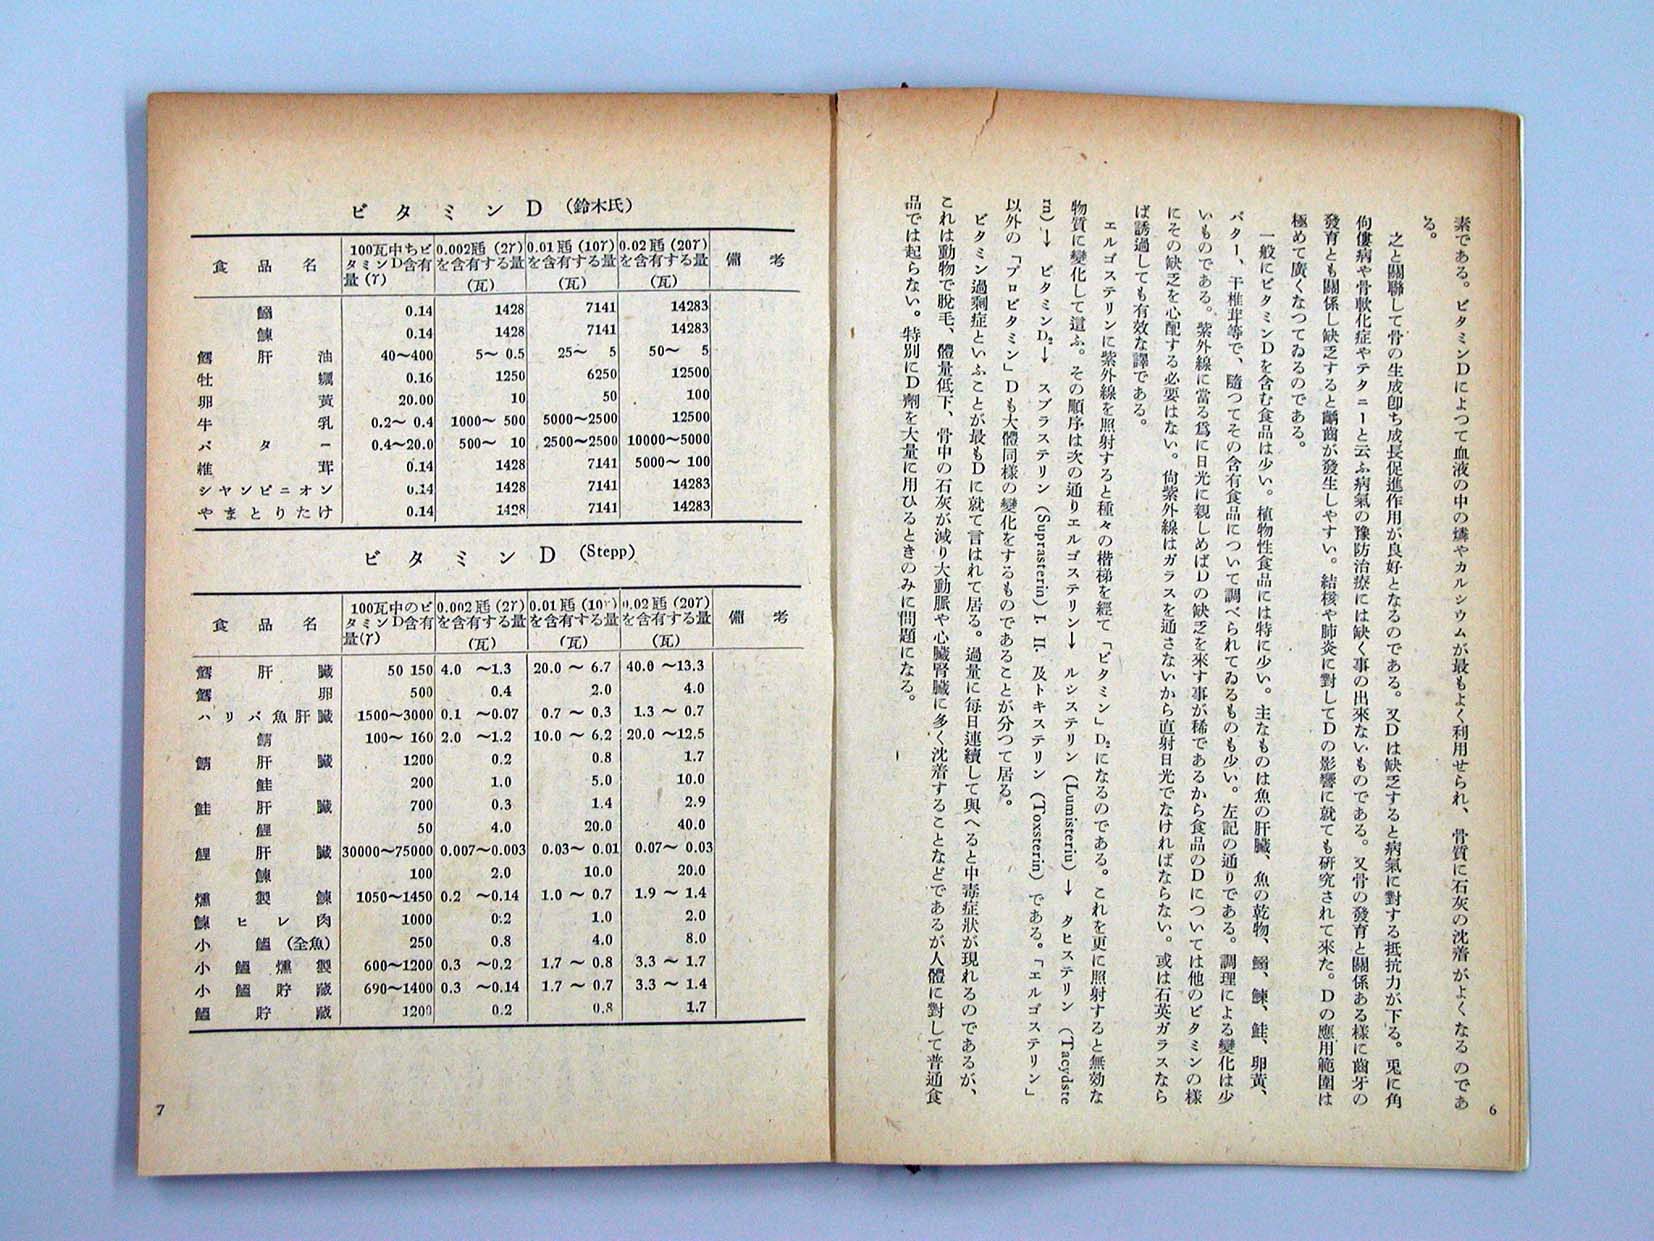 素である。ビタミンDによつて血液の中の燐やカルシウムが最もよく利用せられ、骨質に石灰の沈着がよくなるのであ
る。
之と關聯して骨の生成卽ち成長促進作用が良好となるのである。又Dは缺乏すると病氣に對する抵抗力が下る。兎に角
佝僂病や骨軟化症やテタニーと云ふ病氣の豫防治療には缺く事の出來ないものである。又骨の發育と關係ある樣に齒牙の
發育とも關係し缺乏すると齲齒が發生しやすい。結核や肺炎に對してDの影響に就ても硏究されて來た。Dの應用範圍は
極めて廣くなつてゐるのである。
一般にビタミンDを含む食品は少い。植物性食品には特に少い。主なものは魚の肝臟、魚の乾物、鰮、鰊、鮭、卵黃、
バター、干椎茸等で、隨つてその含有食品について調べられてゐるものも少い。左記の通りである。調理による變化は少
いものである。紫外線に當る爲に日光に親しめばDの缺乏を來す事が稀であるから食品のDについては他のビタミンの樣
にその缺乏を心配する必要はない。尙紫外線はガラスを通さないから直射日光でなければならない。或は石英ガラスなら
ば誘過しても有效な譯である。
エルゴステリンに紫外線を照射すると種々の楷梯を經て「ビタミン」D₂になるのである。これを更に照射すると無效な
物質に變化して這ふ。その順序は次の通りエルゴステリン→ ルシステリン (Lumisteriu) → タヒステリン (Tacydste
rn) → ビタミンD₂→ スプラステリン (Suprasterin) I II. 及トキステリン (Toxsterin) である。「エルゴステリン」
以外の「プロビタミン」Dも大體同樣の變化をするものであることが分つて居る。
ビタミン過剩症といふことが最もDに就て言はれて居る。過量に每日連續して與へると中毒症狀が現れるのであるが、
これは動物で脫毛、體量低下、骨中の石灰が減り大動脈や心臟腎臟に多く沈着することなどであるが人體に對して普通食
品では起らない。特別にD劑を大量に用ひるときのみに問題になる。
6
ビタミンD (鈴木氏)
食品名 100瓦中ちビタミンD含有量(γ) 0.002瓱(2γ)を含有する量(瓦) 0.01瓱(10γ)を含有する量(瓦) 0.02瓱(20γ)を含有する量(瓦) 備考
鰮 0.14 1428 7141 14283
鰊 0.14 1428 7141 14283
鱈肝油 40〜400 5〜 0.5 25〜 5 50〜 5
牡蠣 0.16 1250 6250 12500
卵黃 20.00 10 50 100
牛乳 0.2〜 0.4 1000〜 500 5000〜2500 12500
バター 0.4〜20.0 500〜 10 2500〜2500 10000〜5000
椎茸 0.14 1428 7141 5000〜 100
シヤンピニオン 0.14 1428 7141 14283
やまとりたけ 0.14 1428 7141 14283
ビタミンD (Stepp)
食品名 100瓦中のビタミンD含有量(γ) 0.002瓱(2γ)を含有する量(瓦) 0.01瓱(10γ)を含有する量(瓦) 0.02瓱(20γ)を含有する量(瓦) 備考
鱈肝臟 50 150 4.0 〜1.3 20.0 〜 6.7 40.0 〜13.3
鱈卵 500 0.4 2.0 4.0
ハリバ魚肝臟 1500〜3000 0.1 〜0.07 0.7 〜 0.3 1.3 〜 0.7
鯖 100〜 160 2.0 〜1.2 10.0 〜 6.2 20.0 〜12.5
鯖肝臟 1200 0.2 0.8 1.7
鮭 200 1.0 5.0 10.0
鮭肝臟 700 0.3 1.4 2.9
鯉 50 4.0 20.0 40.0
鯉肝臟 30000〜75000 0.007〜0.003 0.03〜 0.01 0.07〜 0.03
鰊 100 2.0 10.0 20.0
燻製鰊 1050〜1450 0.2 〜0.14 1.0 〜 0.7 1.9 〜 1.4
鰊ヒレ肉 1000 0.2 1.0 2.0
小鰮(全魚) 250 0.8 4.0 8.0
小鰮燻製 600〜1200 0.3 〜0.2 1.7 〜 0.8 3.3 〜 1.7
小鰮貯藏 690〜1400 0.3 〜0.14 1.7 〜 0.7 3.3 〜 1.4
鰮貯藏 1200 0.2 0.8 1.7
7